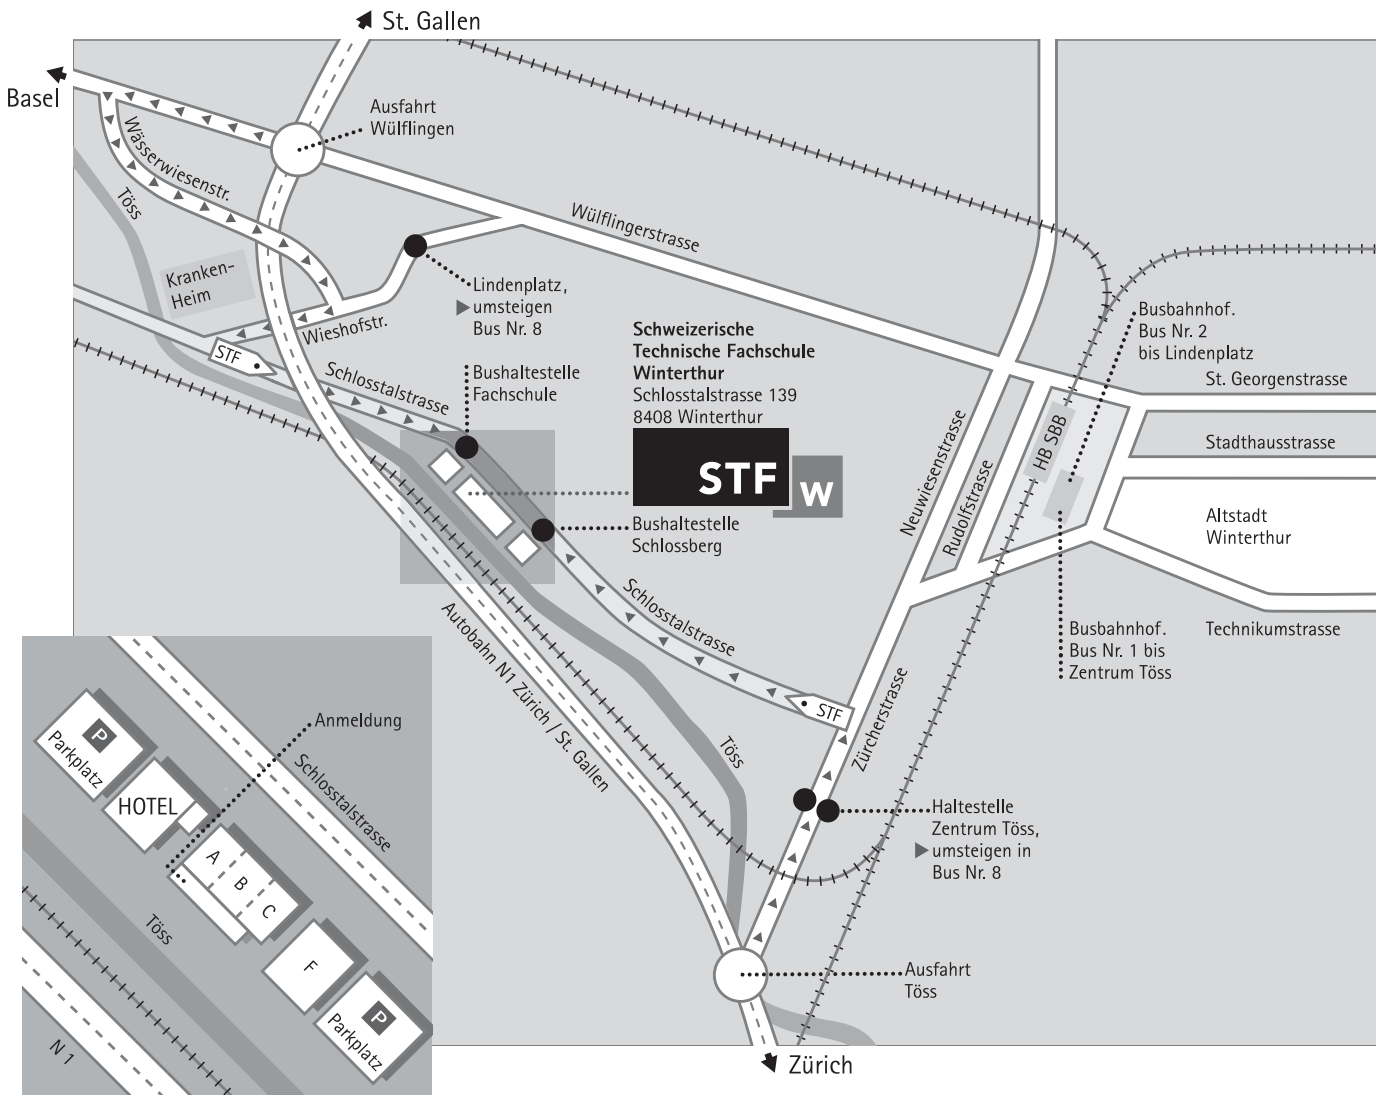 St. Gallen
Basel
Ausfahrt
Wülflingen
Wässerwiesenstr.
Töss
Wülflingerstrasse
Kranken-
Heim
Lindenplatz,
umsteigen
Bus Nr. 8
Wieshofstr.
STF
Schlosstalstrasse
Bushaltestelle
Fachschule
Schweizerische
Technische Fachschule
Winterthur
Schlosstalstrasse 139
8408 Winterthur
STF
W
Bushaltestelle
Schlossberg
Busbahnhof.
Bus Nr. 2
bis Lindenplatz
St. Georgenstrasse
Stadthausstrasse
HB SBB
Neuwiesenstrasse
Rudolfstrasse
Altstadt
Winterthur
Technikumstrasse
Busbahnhof.
Bus Nr. 1 bis
Zentrum Töss
Schlosstalstrasse
Autobahn N1 Zürich / St. Gallen
STF
Zürcherstrasse
Töss
Haltestelle
Zentrum Töss,
umsteigen in
Bus Nr. 8
Ausfahrt
Töss
Zürich
Anmeldung
Schlosstalstrasse
P
Parkplatz
HOTEL
A
B
C
F
P
Parkplatz
Töss
N 1